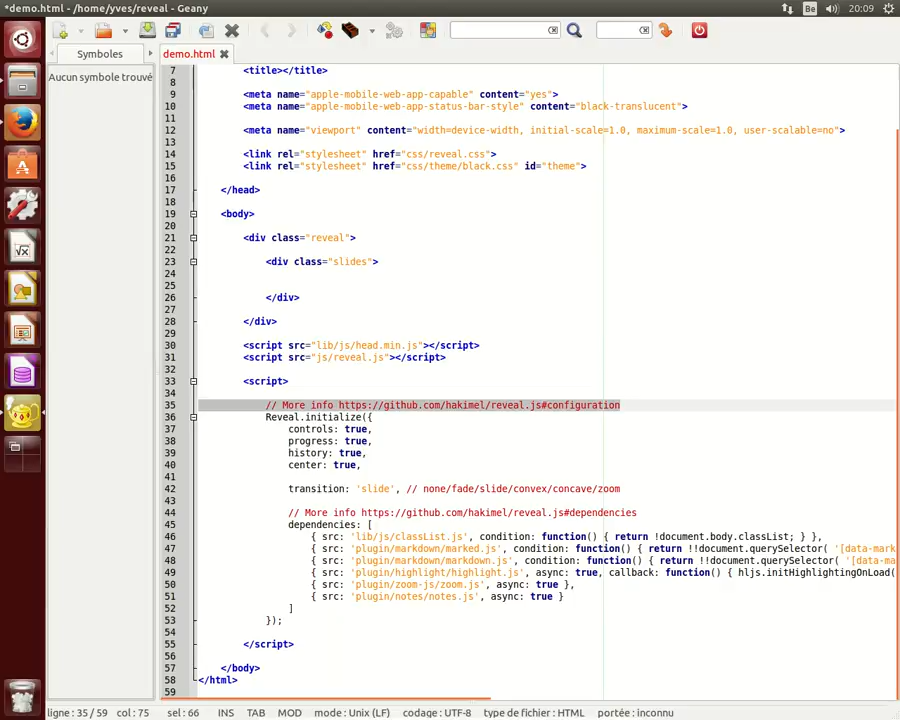 *demo.html - /home/yves/reveal - Geany
Be
20:09
Symboles
demo.html
Aucun symbole trouvé
7 <title></title>
8
9 <meta name="apple-mobile-web-app-capable" content="yes">
10 <meta name="apple-mobile-web-app-status-bar-style" content="black-translucent">
11
12 <meta name="viewport" content="width=device-width, initial-scale=1.0, maximum-scale=1.0, user-scalable=no">
13
14 <link rel="stylesheet" href="css/reveal.css">
15 <link rel="stylesheet" href="css/theme/black.css" id="theme">
16
17 </head>
18
19 <body>
20
21 <div class="reveal">
22
23 <div class="slides">
24
25
26 </div>
27
28 </div>
29
30 <script src="lib/js/head.min.js"></script>
31 <script src="js/reveal.js"></script>
32
33 <script>
34
35 // More info https://github.com/hakimel/reveal.js#configuration
36 Reveal.initialize({
37 controls: true,
38 progress: true,
39 history: true,
40 center: true,
41
42 transition: 'slide', // none/fade/slide/convex/concave/zoom
43
44 // More info https://github.com/hakimel/reveal.js#dependencies
45 dependencies: [
46 { src: 'lib/js/classList.js', condition: function() { return !document.body.classList; } },
47 { src: 'plugin/markdown/marked.js', condition: function() { return !!document.querySelector( '[data-mark
48 { src: 'plugin/markdown/markdown.js', condition: function() { return !!document.querySelector( '[data-ma
49 { src: 'plugin/highlight/highlight.js', async: true, callback: function() { hljs.initHighlightingOnLoad(
50 { src: 'plugin/zoom-js/zoom.js', async: true },
51 { src: 'plugin/notes/notes.js', async: true }
52 ]
53 });
54
55 </script>
56
57 </body>
58 </html>
59
ligne : 35 / 59 col : 75 sel : 66 INS TAB MOD mode : Unix (LF) codage : UTF-8 type de fichier : HTML portée : inconnu